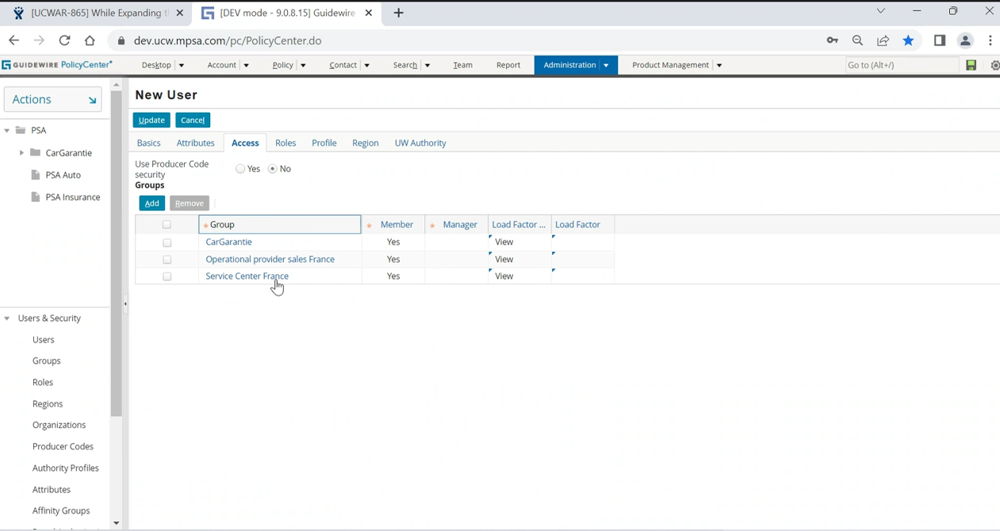 [UCWAR-865] While Expanding t
[DEV mode - 9.0.8.15] Guidewire
dev.ucw.mpsa.com/pc/PolicyCenter.do
GUIDEWIRE PolicyCenter
Desktop
Account
Policy
Contact
Search
Team
Report
Administration
Product Management
Go to (Alt+/)
Actions
New User
Update
Cancel
PSA
CarGarantie
PSA Auto
PSA Insurance
Basics
Attributes
Access
Roles
Profile
Region
UW Authority
Use Producer Code
security
Yes
No
Groups
Add
Remove
* Group
* Member
* Manager
Load Factor ...
Load Factor
CarGarantie Yes View
Operational provider sales France Yes View
Service Center France Yes View
Users & Security
Users
Groups
Roles
Regions
Organizations
Producer Codes
Authority Profiles
Attributes
Affinity Groups